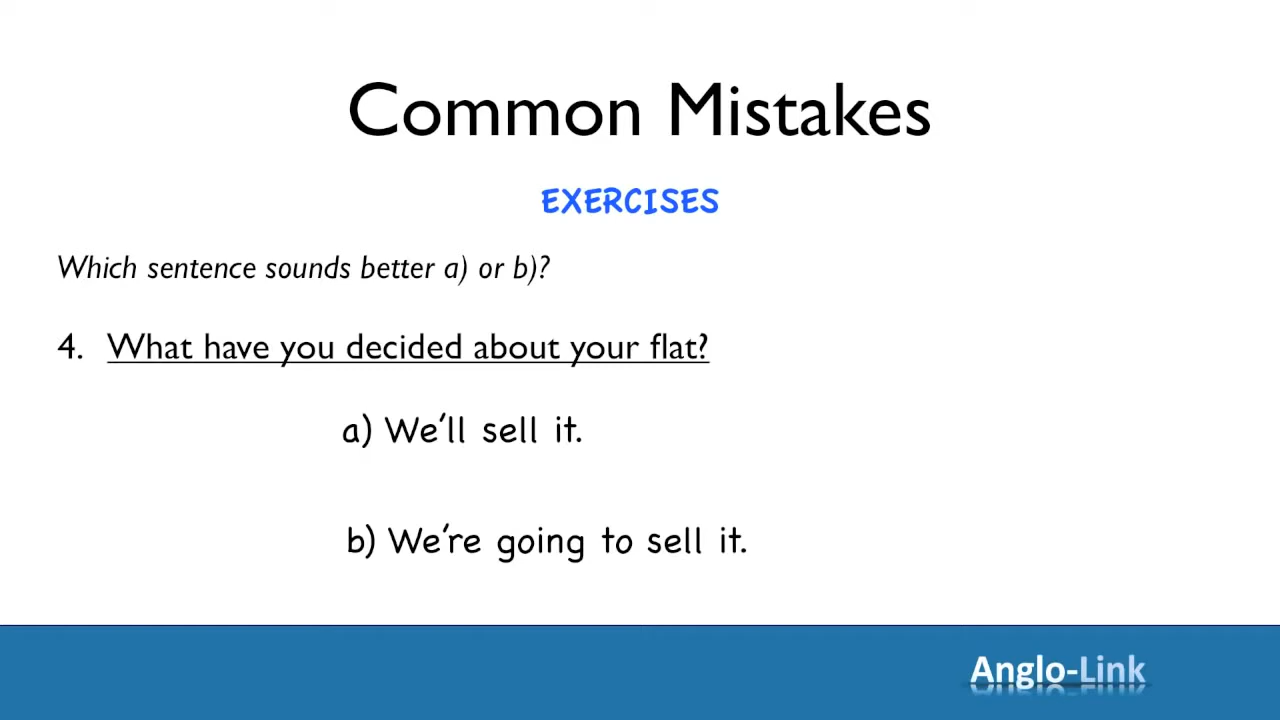 Common Mistakes
EXERCISES
Which sentence sounds better a) or b)?
4. What have you decided about your flat?
a) We’ll sell it.
b) We’re going to sell it.
Anglo-Link